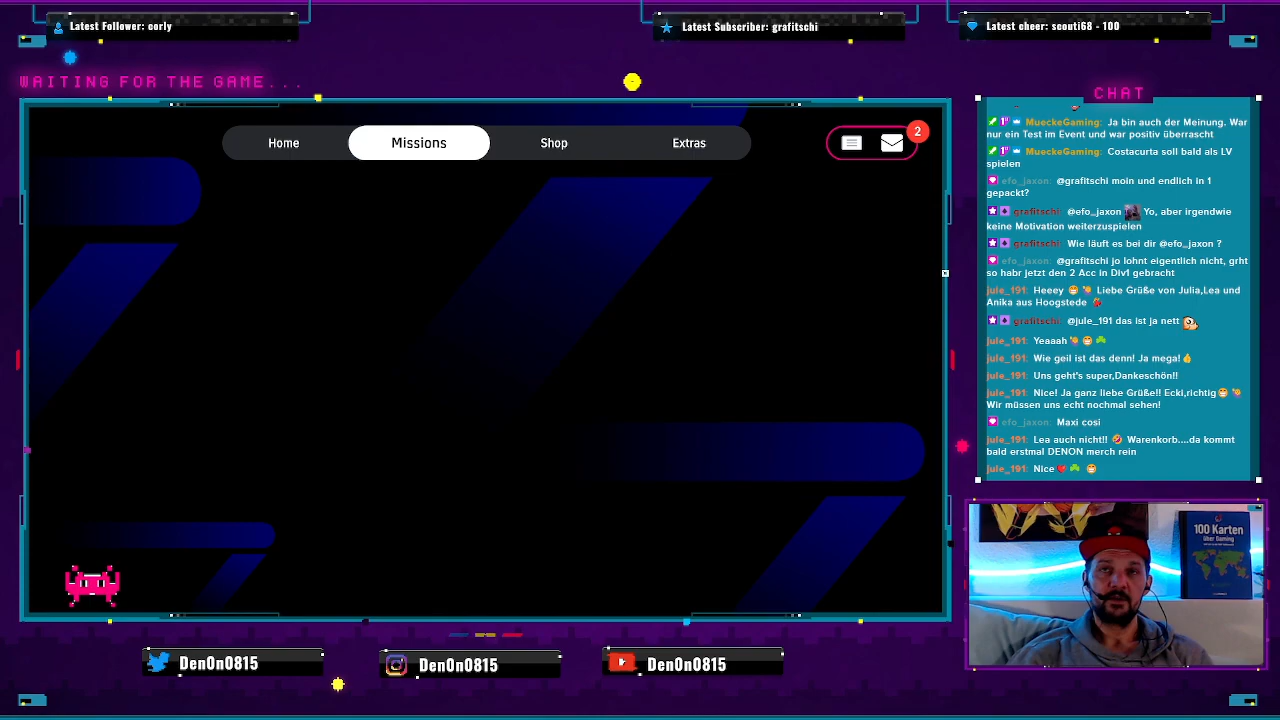 Latest Follower: corly
Latest Subscriber: grafitschi
Latest cheer: scouti68 - 100
WAITING FOR THE GAME...
Home
Missions
Shop
Extras
2
CHAT
MueckeGaming: Ja bin auch der Meinung. War
nur ein Test im Event und war positiv überrascht
MueckeGaming: Costacurta soll bald als LV
spielen
efo_jaxon: @grafitschi moin und endlich in 1
gepackt?
grafitschi: @efo_jaxon Yo, aber irgendwie
keine Motivation weiterzuspielen
grafitschi: Wie läuft es bei dir @efo_jaxon ?
efo_jaxon: @grafitschi jo lohnt eigentlich nicht, grht
so habr jetzt den 2 Acc in Div1 gebracht
jule_191: Heeey 😁 🙋 Liebe Grüße von Julia,Lea und
Anika aus Hoogstede 🐞
grafitschi: @jule_191 das ist ja nett
jule_191: Yeaaah 🙋 😁 ☘
jule_191: Wie geil ist das denn! Ja mega! 👍
jule_191: Uns geht's super,Dankeschön!!
jule_191: Nice! Ja ganz liebe Grüße!! Ecki,richtig 😁 🙋
Wir müssen uns echt nochmal sehen!
efo_jaxon: Maxi cosi
jule_191: Lea auch nicht!! 🤣 Warenkorb....da kommt
bald erstmal DENON merch rein
jule_191: Nice ❤ ☘ 😁
100 Karten
über Gaming
DenOn0815
DenOn0815
DenOn0815